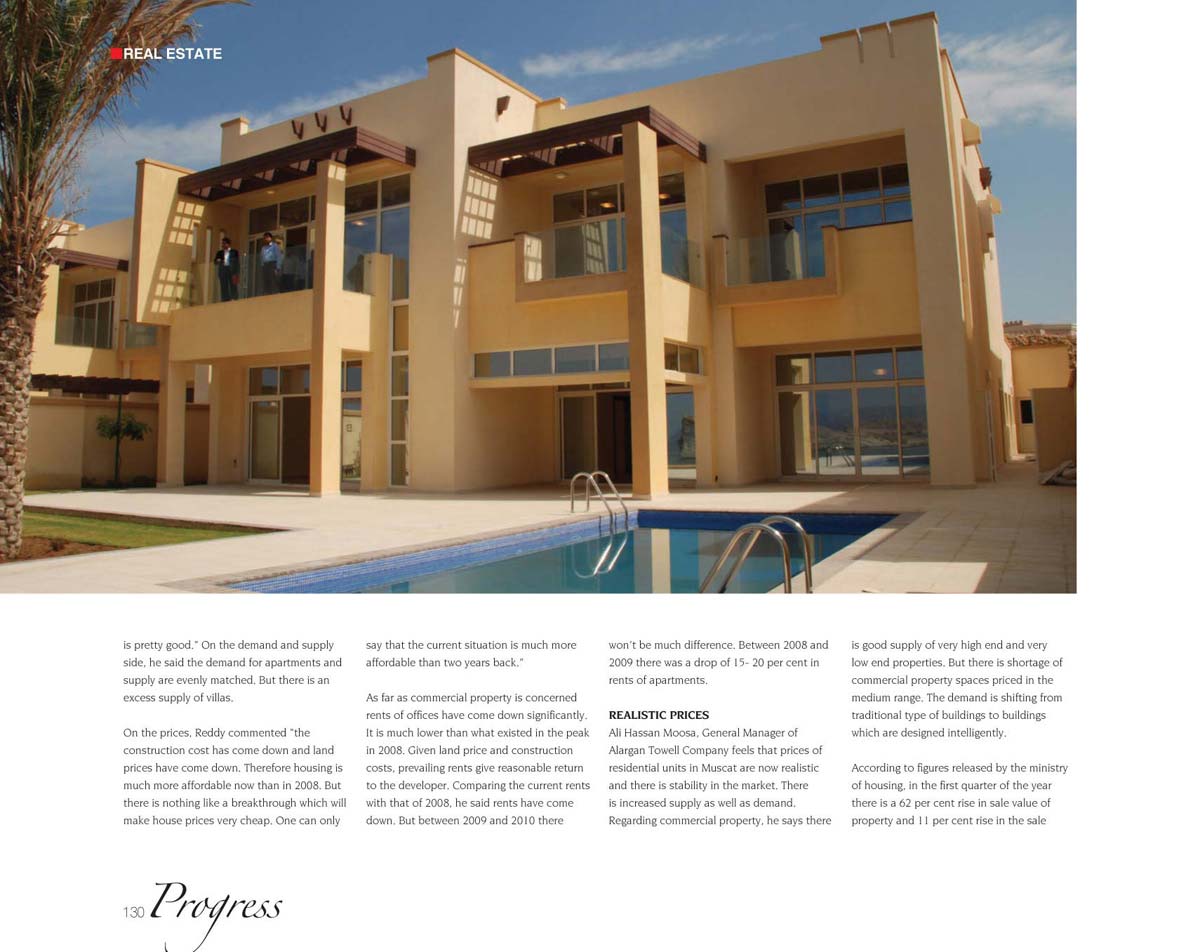 REAL ESTATE
is pretty good.” On the demand and supply
side, he said the demand for apartments and
supply are evenly matched. But there is an
excess supply of villas.
On the prices, Reddy commented “the
construction cost has come down and land
prices have come down. Therefore housing is
much more affordable now than in 2008. But
there is nothing like a breakthrough which will
make house prices very cheap. One can only
say that the current situation is much more
affordable than two years back.”
As far as commercial property is concerned
rents of offices have come down significantly.
It is much lower than what existed in the peak
in 2008. Given land price and construction
costs, prevailing rents give reasonable return
to the developer. Comparing the current rents
with that of 2008, he said rents have come
down. But between 2009 and 2010 there
won’t be much difference. Between 2008 and
2009 there was a drop of 15- 20 per cent in
rents of apartments.
REALISTIC PRICES
Ali Hassan Moosa, General Manager of
Alargan Towell Company feels that prices of
residential units in Muscat are now realistic
and there is stability in the market. There
is increased supply as well as demand.
Regarding commercial property, he says there
is good supply of very high end and very
low end properties. But there is shortage of
commercial property spaces priced in the
medium range. The demand is shifting from
traditional type of buildings to buildings
which are designed intelligently.
According to figures released by the ministry
of housing, in the first quarter of the year
there is a 62 per cent rise in sale value of
property and 11 per cent rise in the sale
130 Progress